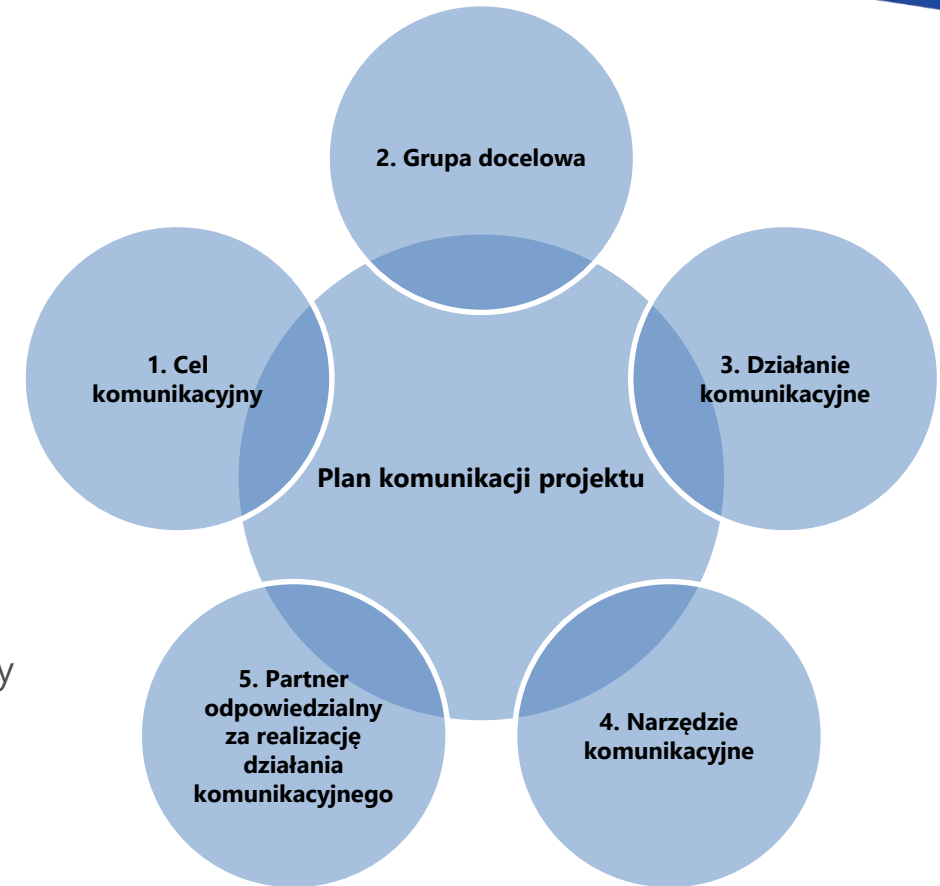 2. Grupa docelowa
1. Cel
komunikacyjny
3. Działanie
komunikacyjne
Plan komunikacji projektu
y
5. Partner
odpowiedzialny
za realizację
działania
komunikacyjnego
4. Narzędzie
komunikacyjne